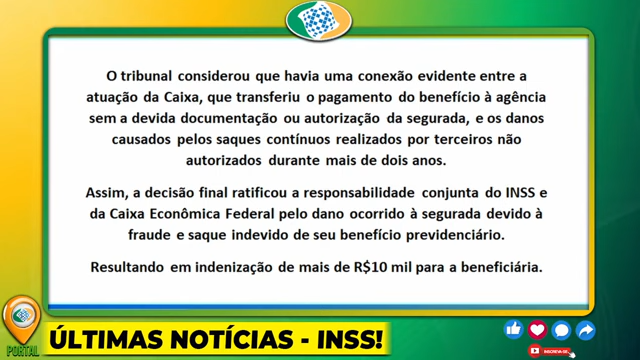 O tribunal considerou que havia uma conexão evidente entre a
atuação da Caixa, que transferiu o pagamento do benefício à agência
sem a devida documentação ou autorização da segurada, e os danos
causados pelos saques contínuos realizados por terceiros não
autorizados durante mais de dois anos.
Assim, a decisão final ratificou a responsabilidade conjunta do INSS e
da Caixa Econômica Federal pelo dano ocorrido à segurada devido à
fraude e saque indevido de seu benefício previdenciário.
Resultando em indenização de mais de R$10 mil para a beneficiária.
PORTAL
ÚLTIMAS NOTÍCIAS - INSS!
INSCREVA-SE